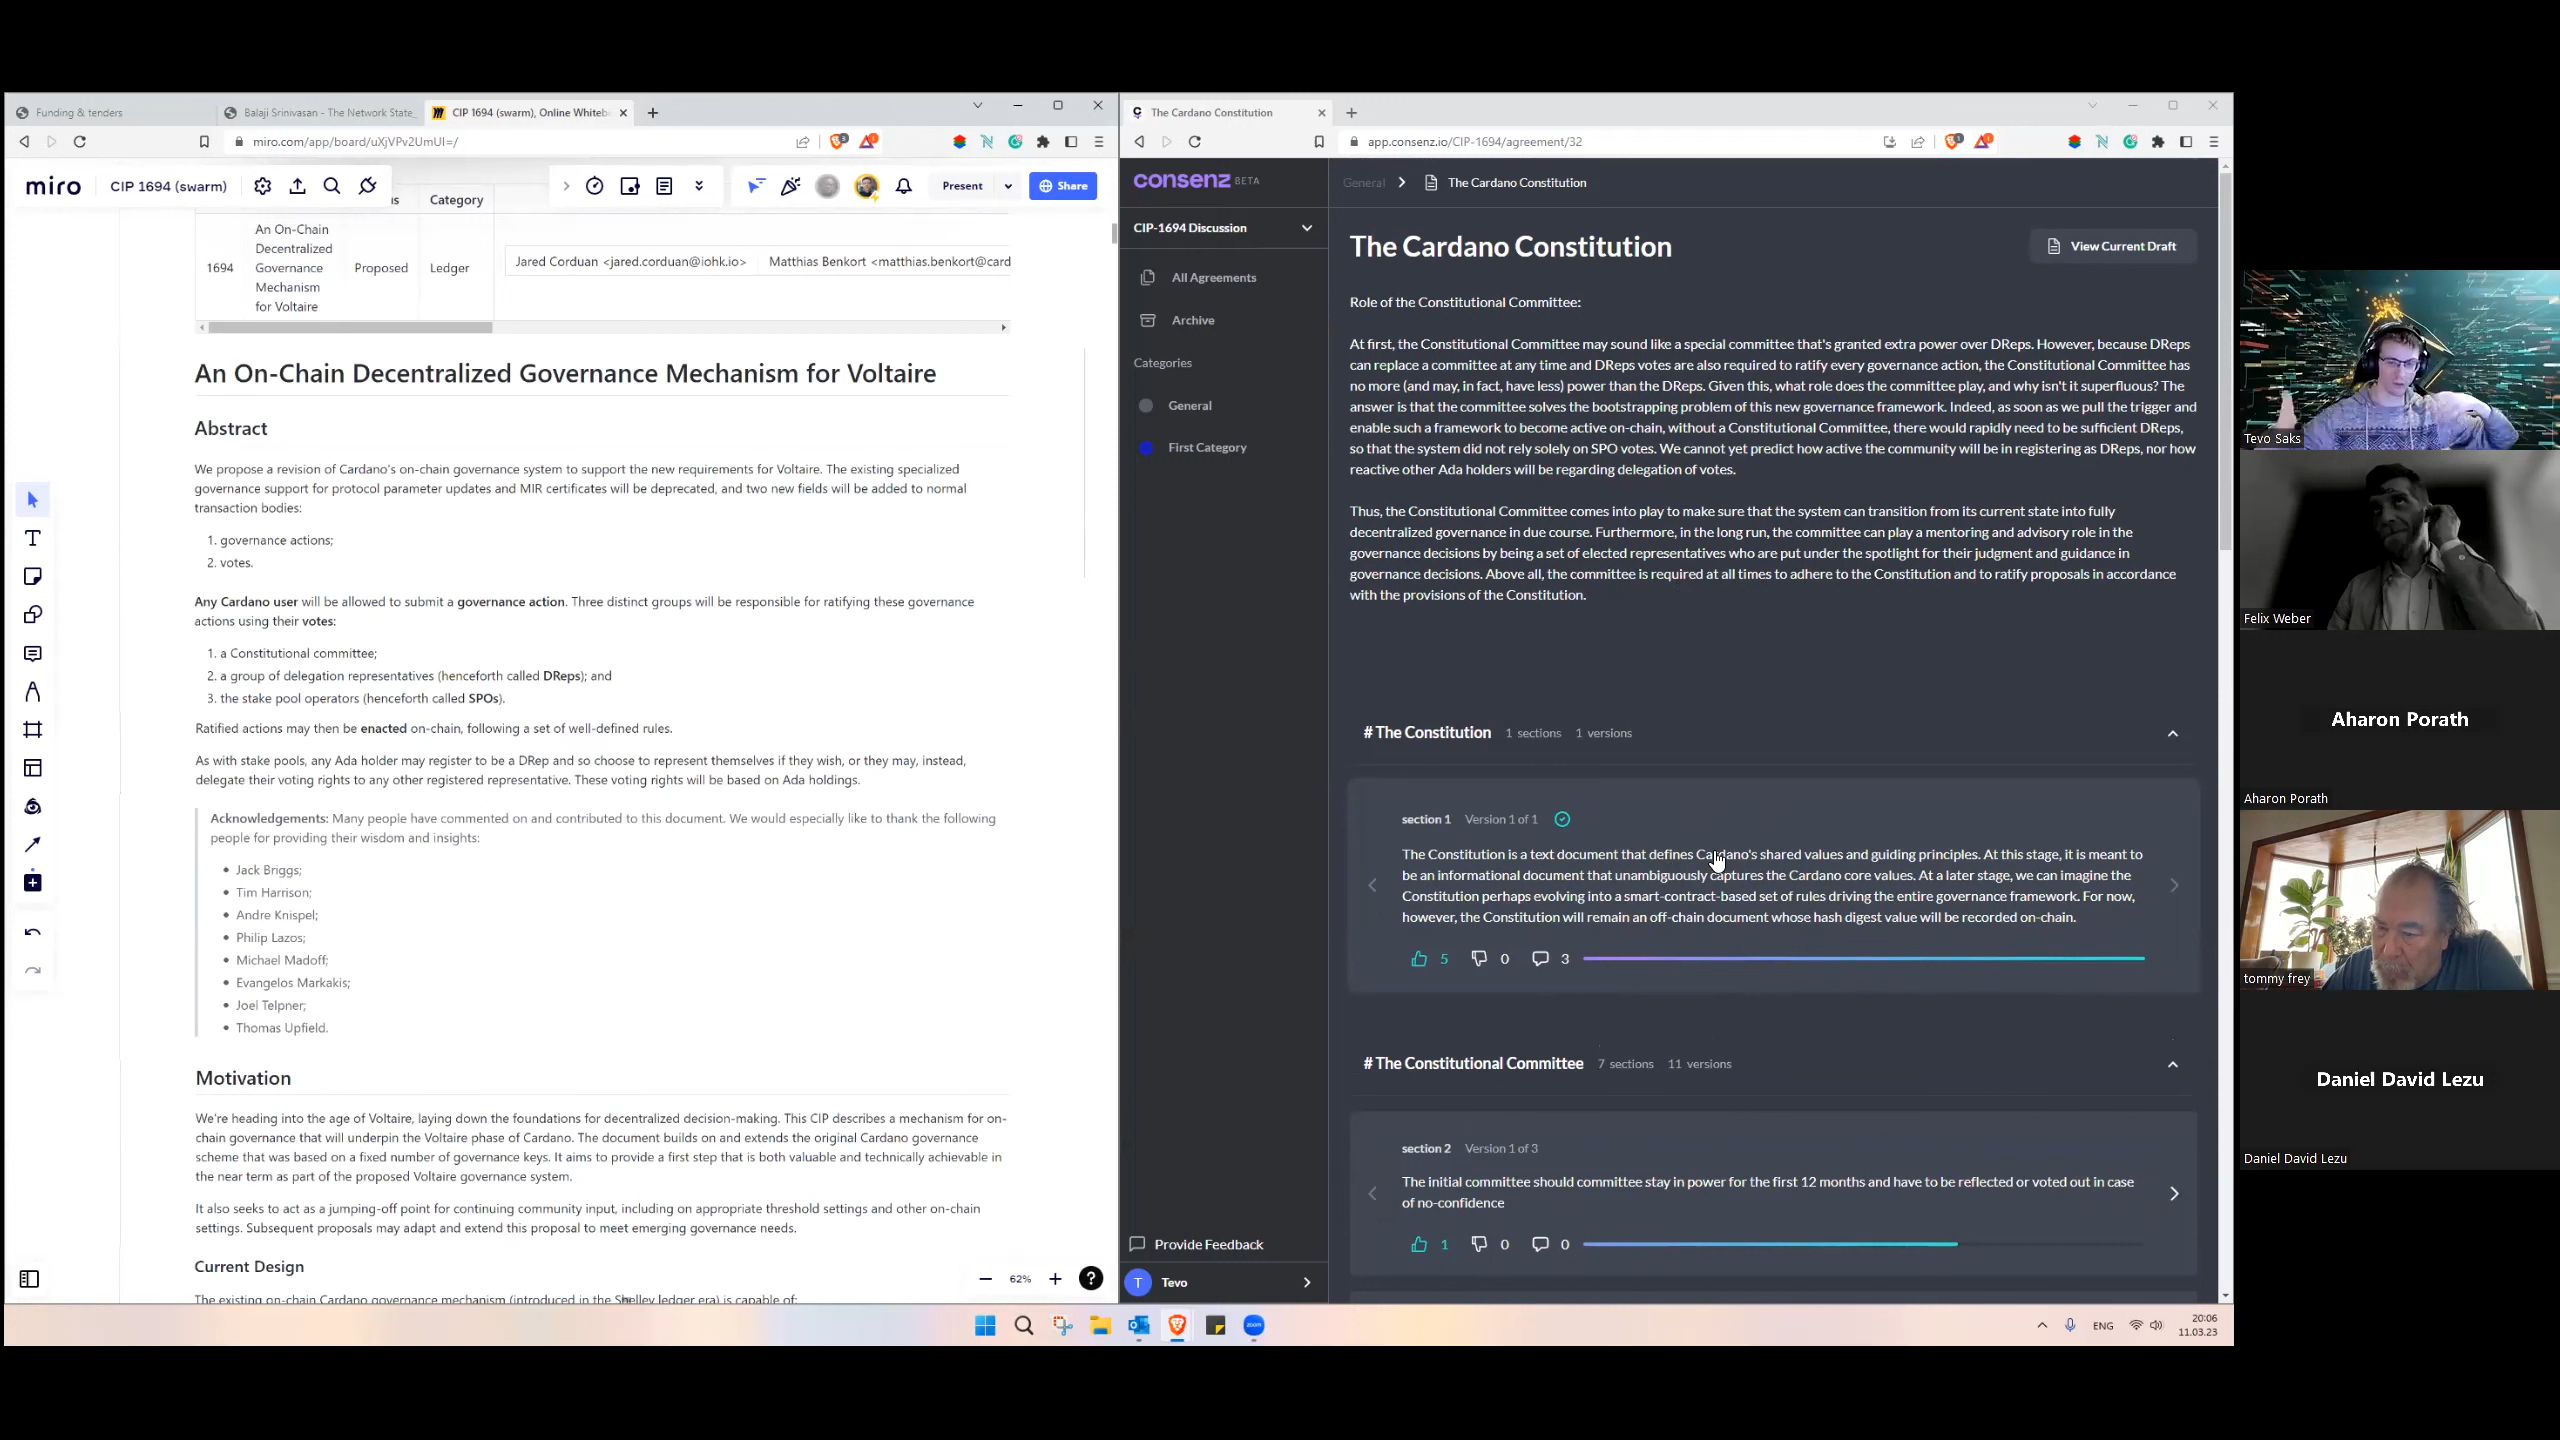 Funding & tenders
Balaji Srinivasan - The Network State_
CIP 1694 (swarm), Online Whitebo
miro.com/app/board/uXjVPv2UmUI=/
miro
CIP 1694 (swarm)
Present
Share
us
Category
1694
An On-Chain
Decentralized
Governance
Mechanism
for Voltaire
Proposed
Ledger
Jared Corduan <jared.corduan@iohk.io>
Matthias Benkort <matthias.benkort@card
An On-Chain Decentralized Governance Mechanism for Voltaire
Abstract
We propose a revision of Cardano's on-chain governance system to support the new requirements for Voltaire. The existing specialized
governance support for protocol parameter updates and MIR certificates will be deprecated, and two new fields will be added to normal
transaction bodies:
1. governance actions;
2. votes.
Any Cardano user will be allowed to submit a governance action. Three distinct groups will be responsible for ratifying these governance
actions using their votes:
1. a Constitutional committee;
2. a group of delegation representatives (henceforth called DReps); and
3. the stake pool operators (henceforth called SPOs).
Ratified actions may then be enacted on-chain, following a set of well-defined rules.
As with stake pools, any Ada holder may register to be a DRep and so choose to represent themselves if they wish, or they may, instead,
delegate their voting rights to any other registered representative. These voting rights will be based on Ada holdings.
Acknowledgements: Many people have commented on and contributed to this document. We would especially like to thank the following
people for providing their wisdom and insights:
• Jack Briggs;
• Tim Harrison;
• Andre Knispel;
• Philip Lazos;
• Michael Madoff;
• Evangelos Markakis;
• Joel Telpner;
• Thomas Upfield.
Motivation
We're heading into the age of Voltaire, laying down the foundations for decentralized decision-making. This CIP describes a mechanism for on-
chain governance that will underpin the Voltaire phase of Cardano. The document builds on and extends the original Cardano governance
scheme that was based on a fixed number of governance keys. It aims to provide a first step that is both valuable and technically achievable in
the near term as part of the proposed Voltaire governance system.
It also seeks to act as a jumping-off point for continuing community input, including on appropriate threshold settings and other on-chain
settings. Subsequent proposals may adapt and extend this proposal to meet emerging governance needs.
Current Design
The existing on-chain Cardano governance mechanism (introduced in the Shelley ledger era) is capable of:
62%
The Cardano Constitution
app.consenz.io/CIP-1694/agreement/32
consenz BETA
CIP-1694 Discussion
All Agreements
Archive
Categories
General
First Category
Provide Feedback
T
Tevo
General
The Cardano Constitution
The Cardano Constitution
View Current Draft
Role of the Constitutional Committee:
At first, the Constitutional Committee may sound like a special committee that's granted extra power over DReps. However, because DReps
can replace a committee at any time and DReps votes are also required to ratify every governance action, the Constitutional Committee has
no more (and may, in fact, have less) power than the DReps. Given this, what role does the committee play, and why isn't it superfluous? The
answer is that the committee solves the bootstrapping problem of this new governance framework. Indeed, as soon as we pull the trigger and
enable such a framework to become active on-chain, without a Constitutional Committee, there would rapidly need to be sufficient DReps,
so that the system did not rely solely on SPO votes. We cannot yet predict how active the community will be in registering as DReps, nor how
reactive other Ada holders will be regarding delegation of votes.
Thus, the Constitutional Committee comes into play to make sure that the system can transition from its current state into fully
decentralized governance in due course. Furthermore, in the long run, the committee can play a mentoring and advisory role in the
governance decisions by being a set of elected representatives who are put under the spotlight for their judgment and guidance in
governance decisions. Above all, the committee is required at all times to adhere to the Constitution and to ratify proposals in accordance
with the provisions of the Constitution.
# The Constitution 1 sections 1 versions
section 1 Version 1 of 1
The Constitution is a text document that defines Cardano's shared values and guiding principles. At this stage, it is meant to
be an informational document that unambiguously captures the Cardano core values. At a later stage, we can imagine the
Constitution perhaps evolving into a smart-contract-based set of rules driving the entire governance framework. For now,
however, the Constitution will remain an off-chain document whose hash digest value will be recorded on-chain.
5 0 3
# The Constitutional Committee 7 sections 11 versions
section 2 Version 1 of 3
The initial committee should committee stay in power for the first 12 months and have to be reflected or voted out in case
of no-confidence
1 0 0
ENG
20:06
11.03.23
Tevo Saks
Felix Weber
Aharon Porath
Aharon Porath
tommy frey
Daniel David Lezu
Daniel David Lezu